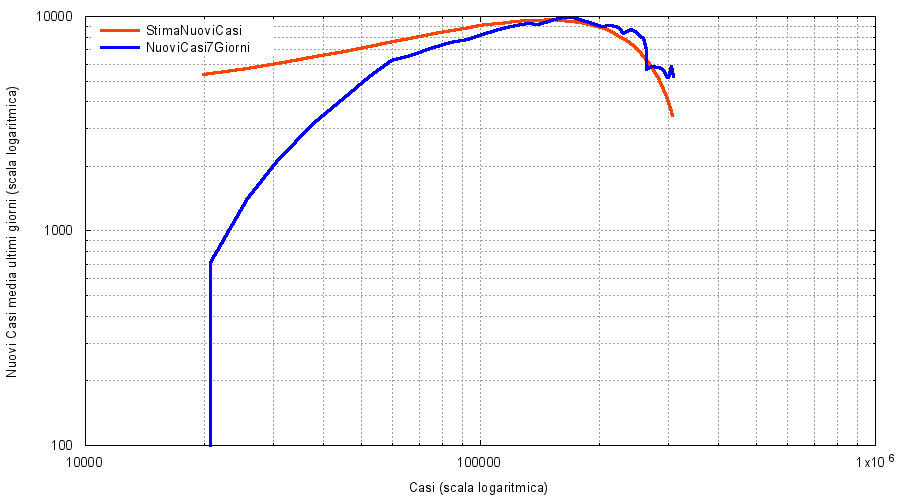 10000
StimaNuoviCasi
NuoviCasi7Giorni
Nuovi Casi media ultimi giorni (scala logaritmica)
1000
100
10000
100000
1x10 6
Casi (scala logaritmica)